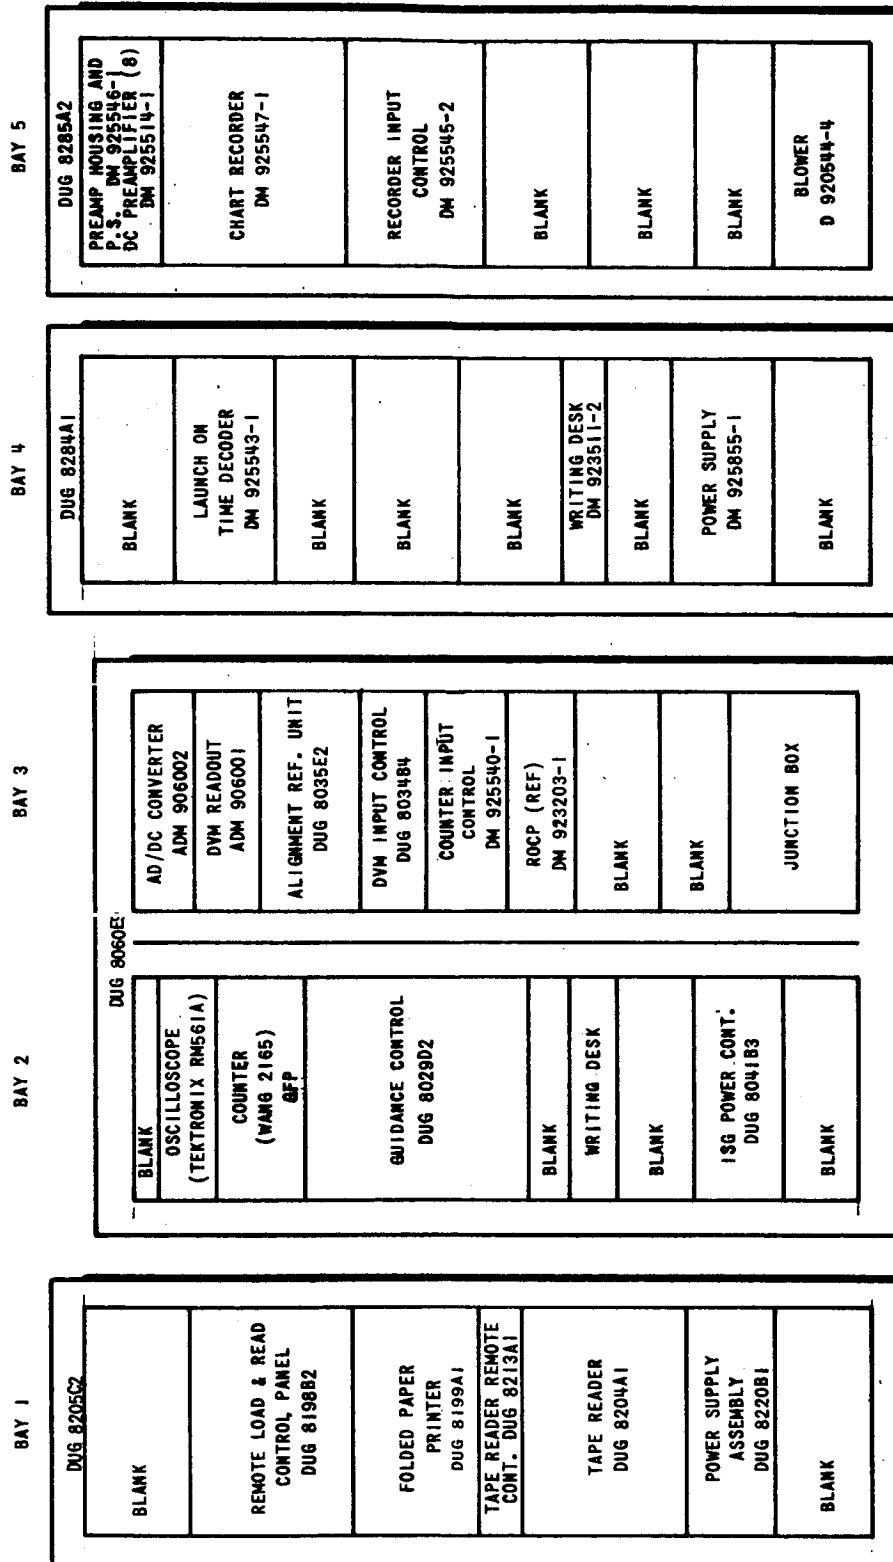 BAY 1
DUG 8205C2
BLANK
REMOTE LOAD & READ
CONTROL PANEL
DUG 8198B2
FOLDED PAPER
PRINTER
DUG 8199A1
TAPE READER REMOTE
CONT. DUG 8213A1
TAPE READER
DUG 8204A1
POWER SUPPLY
ASSEMBLY
DUG 8220B1
BLANK
BAY 2
DUG 8060E
BLANK
OSCILLOSCOPE
(TEKTRONIX RM561A)
COUNTER
(WANG 2165)
GFP
GUIDANCE CONTROL
DUG 8029D2
BLANK
WRITING DESK
BLANK
ISG POWER CONT.
DUG 8041B3
BLANK
BAY 3
AD/DC CONVERTER
ADM 906002
DVM READOUT
ADM 906001
ALIGNMENT REF. UNIT
DUG 8035E2
DVM INPUT CONTROL
DUG 8034B4
COUNTER INPUT
CONTROL
DM 925540-1
ROCP (REF)
DM 923203-1
BLANK
BLANK
JUNCTION BOX
BAY 4
DUG 8284A1
BLANK
LAUNCH ON
TIME DECODER
DM 925543-1
BLANK
BLANK
BLANK
WRITING DESK
DM 923511-2
BLANK
POWER SUPPLY
DM 925855-1
BLANK
BAY 5
DUG 8285A2
PREAMP HOUSING AND
P.S. DM 925546-1
DC PREAMPLIFIER (8)
DM 925514-1
CHART RECORDER
DM 925547-1
RECORDER INPUT
CONTROL
DM 925545-2
BLANK
BLANK
BLANK
BLOWER
D 920544-4